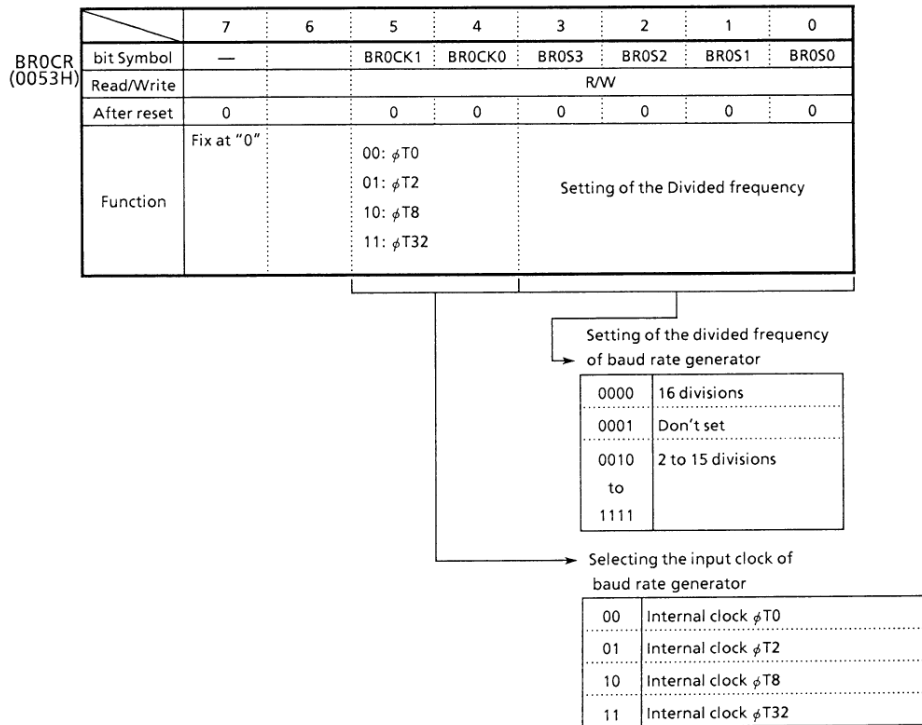 7 6 5 4 3 2 1 0
BR0CR
(0053H)
bit Symbol — BR0CK1 BR0CK0 BR0S3 BR0S2 BR0S1 BR0S0
Read/Write R/W
After reset 0 0 0 0 0 0 0
Function
Fix at "0"
00: φT0
01: φT2
10: φT8
11: φT32
Setting of the Divided frequency
Setting of the divided frequency
of baud rate generator
0000 16 divisions
0001 Don't set
0010 2 to 15 divisions
to
1111
Selecting the input clock of
baud rate generator
00 Internal clock φT0
01 Internal clock φT2
10 Internal clock φT8
11 Internal clock φT32